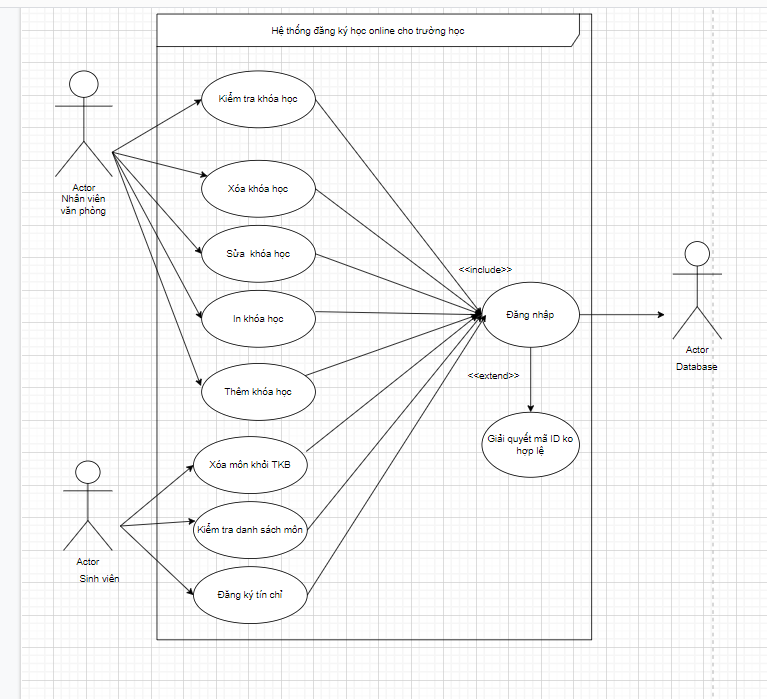 Hệ thống đăng ký học online cho trường học
Kiểm tra khóa học
Actor
Nhân viên
văn phòng
Xóa khóa học
Sửa khóa học
<<include>>
In khóa học
Đăng nhập
Actor
Database
<<extend>>
Thêm khóa học
Giải quyết mã ID ko
hợp lệ
Xóa môn khỏi TKB
Kiểm tra danh sách môn
Actor
Sinh viên
Đăng ký tín chỉ